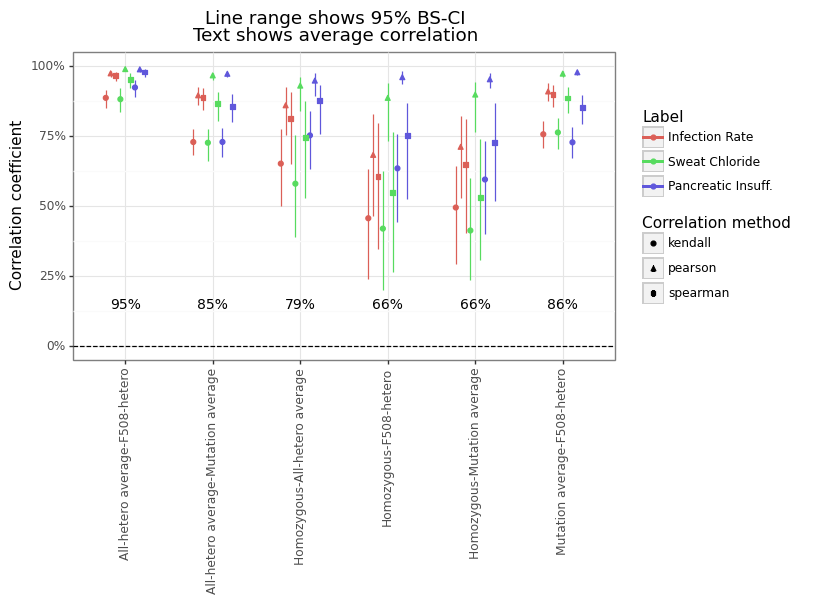 Line range shows 95% BS-CI
Text shows average correlation
Correlation coefficient
100%
75%
50%
25%
0%
95%
85%
79%
66%
66%
86%
All-hetero average-F508-hetero
All-hetero average-Mutation average
Homozygous-All-hetero average
Homozygous-F508-hetero
Homozygous-Mutation average
Mutation average-F508-hetero
Label
Infection Rate
Sweat Chloride
Pancreatic Insuff.
Correlation method
kendall
pearson
spearman